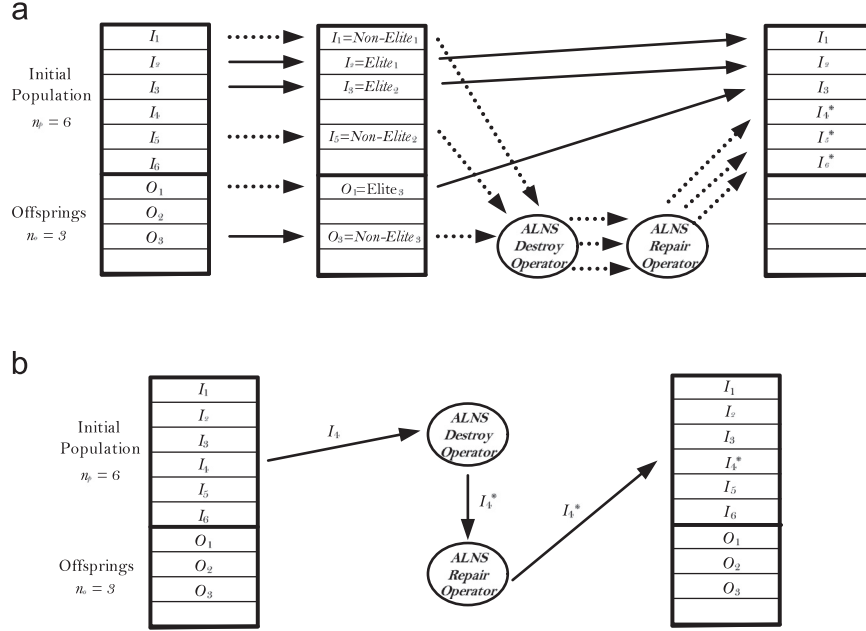 a
Initial
Population
nₚ = 6
Offsprings
nₒ = 3
I₁
I₂
I₃
I₄
I₅
I₆
O₁
O₂
O₃
I₁=Non-Elite₁
I₂=Elite₁
I₃=Elite₂
I₅=Non-Elite₂
O₁=Elite₃
O₃=Non-Elite₃
ALNS
Destroy
Operator
ALNS
Repair
Operator
I₁
I₂
I₃
I₄*
I₅*
I₆*
b
Initial
Population
nₚ = 6
Offsprings
nₒ = 3
I₁
I₂
I₃
I₄
I₅
I₆
O₁
O₂
O₃
I₄
ALNS
Destroy
Operator
I₄*
ALNS
Repair
Operator
I₄*
I₁
I₂
I₃
I₄*
I₅
I₆
O₁
O₂
O₃